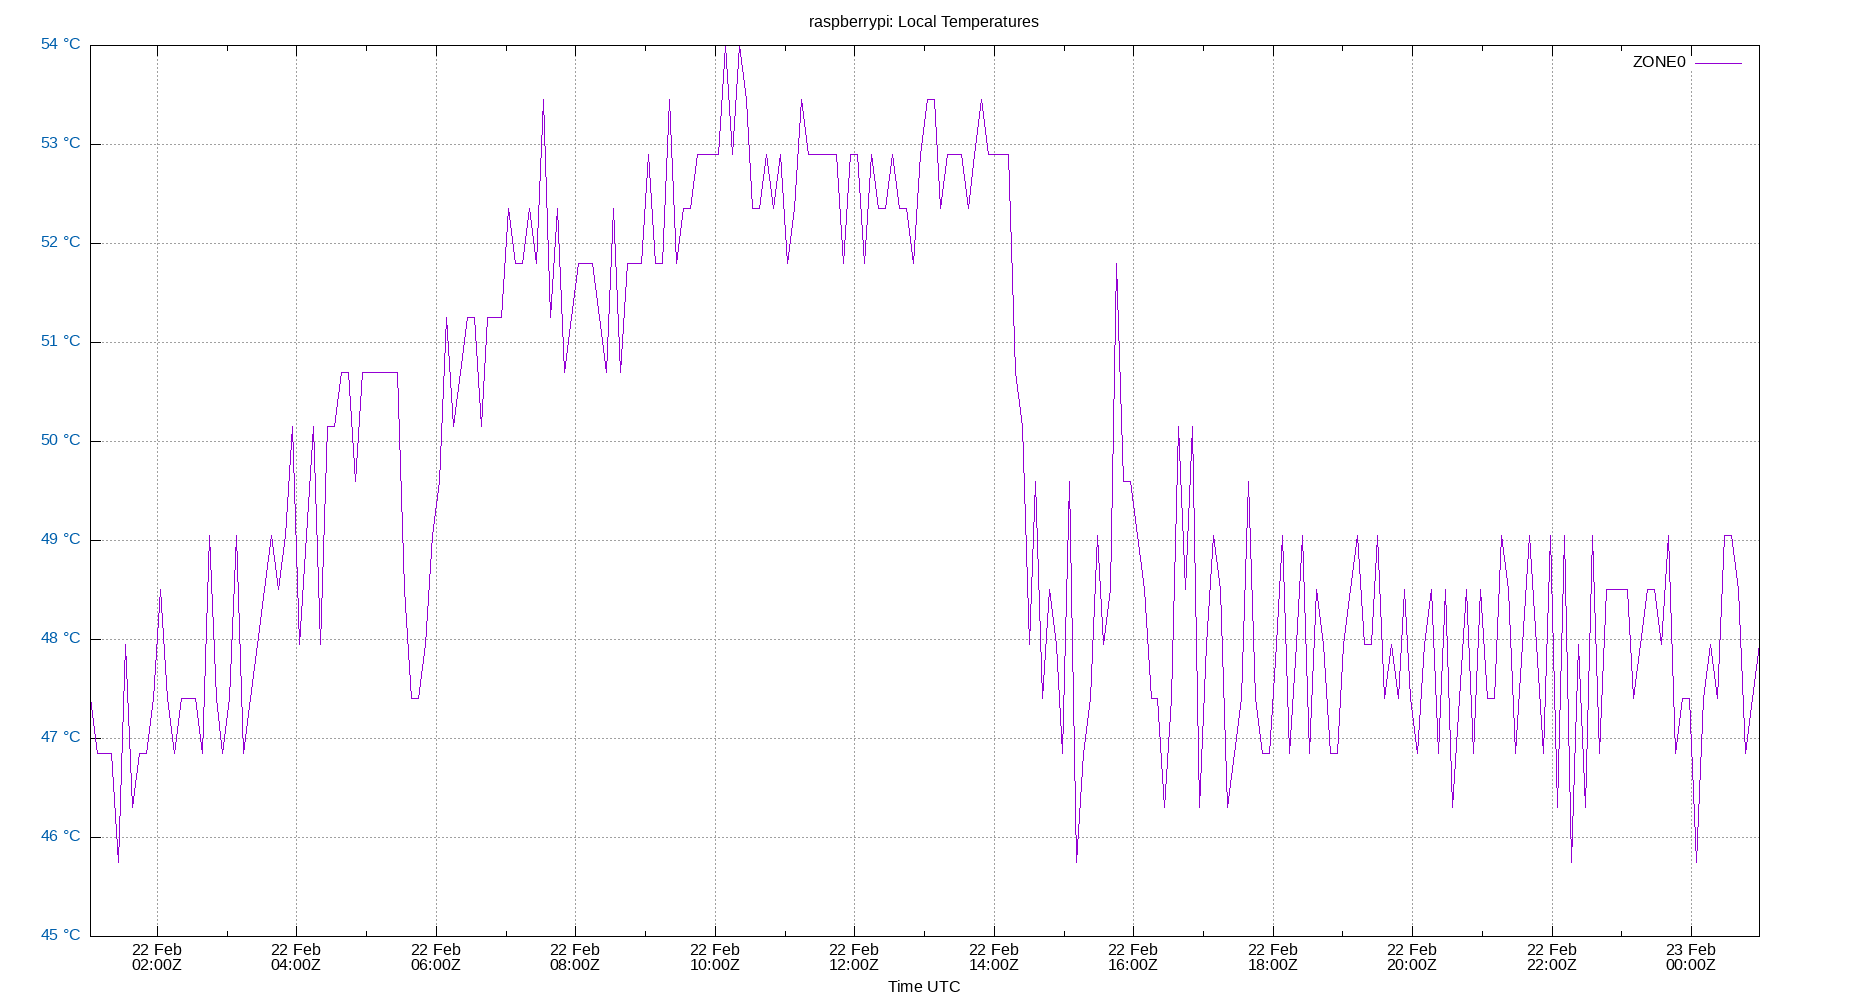 raspberrypi: Local Temperatures
ZONE0
54 °C
53 °C
52 °C
51 °C
50 °C
49 °C
48 °C
47 °C
46 °C
45 °C
22 Feb 22 Feb 22 Feb 22 Feb 22 Feb 22 Feb 22 Feb 22 Feb 22 Feb 22 Feb 22 Feb 23 Feb
02:00Z 04:00Z 06:00Z 08:00Z 10:00Z 12:00Z 14:00Z 16:00Z 18:00Z 20:00Z 22:00Z 00:00Z
Time UTC